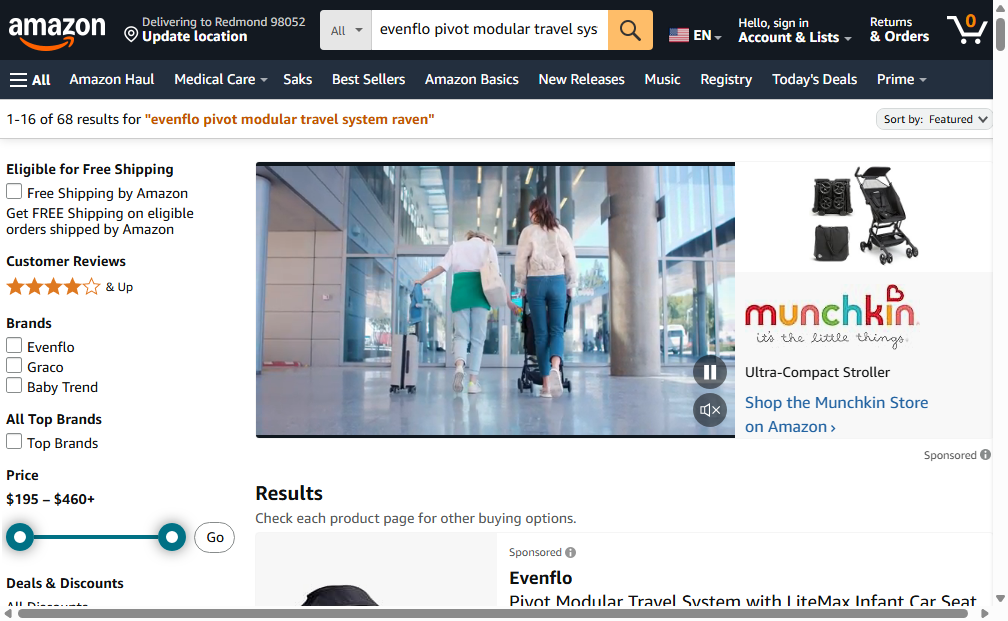 amazon
Delivering to Redmond 98052
Update location
All
evenflo pivot modular travel sys
EN
Hello, sign in
Account & Lists
Returns
& Orders
0
All
Amazon Haul
Medical Care
Saks
Best Sellers
Amazon Basics
New Releases
Music
Registry
Today's Deals
Prime
1-16 of 68 results for "evenflo pivot modular travel system raven"
Sort by: Featured
Eligible for Free Shipping
Free Shipping by Amazon
Get FREE Shipping on eligible
orders shipped by Amazon
Customer Reviews
& Up
Brands
Evenflo
Graco
Baby Trend
All Top Brands
Top Brands
Price
$195 – $460+
Go
Deals & Discounts
All Discounts
munchkin
it's the little things.
Ultra-Compact Stroller
Shop the Munchkin Store
on Amazon ›
Sponsored
Results
Check each product page for other buying options.
Sponsored
Evenflo
Pivot Modular Travel System with LiteMax Infant Car Seat